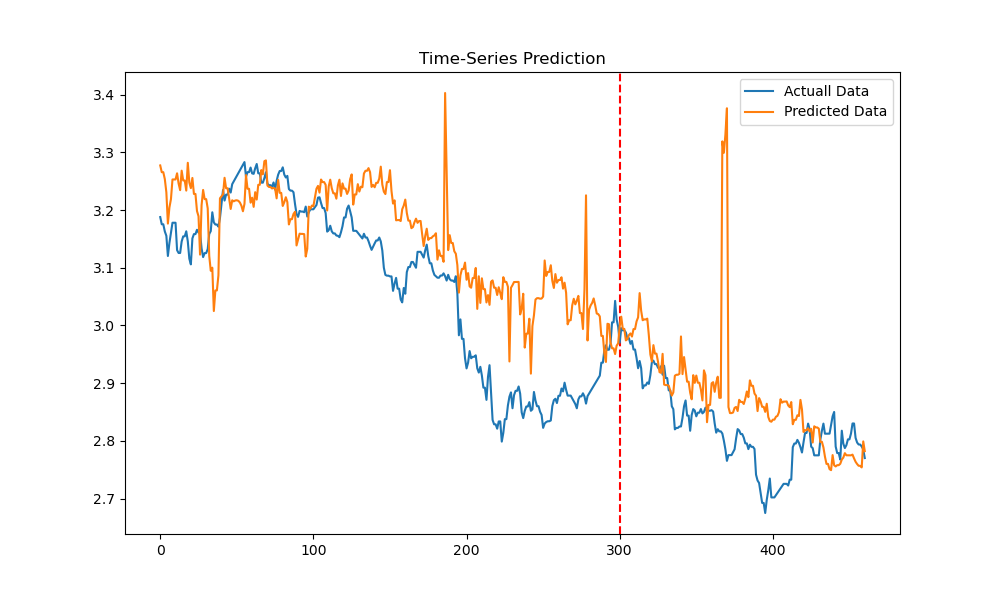 Time-Series Prediction
Actuall Data
Predicted Data
3.4
3.3
3.2
3.1
3.0
2.9
2.8
2.7
0 100 200 300 400